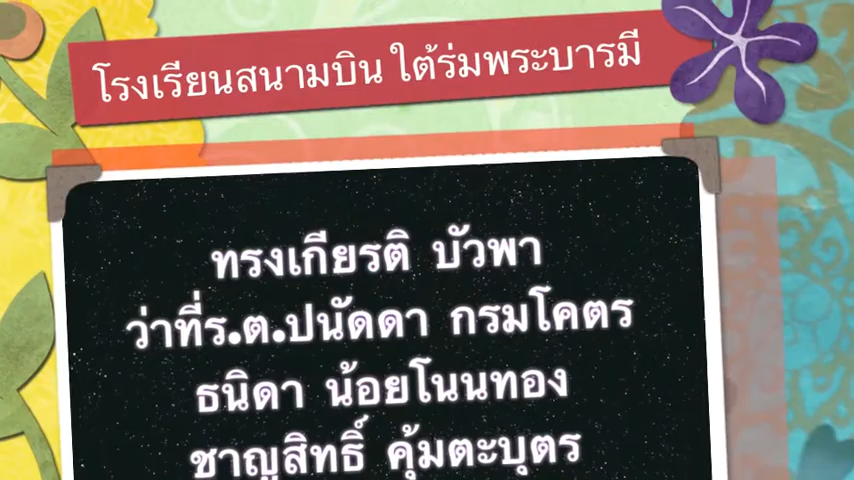 โรงเรียนสนามบิน ใต้ร่มพระบารมี
ทรงเกียรติ บัวพา
ว่าที่ร.ต.ปนัดดา กรมโคตร
ธนิดา น้อยโนนทอง
ชาญสิทธิ์ คุ้มตะบุตร